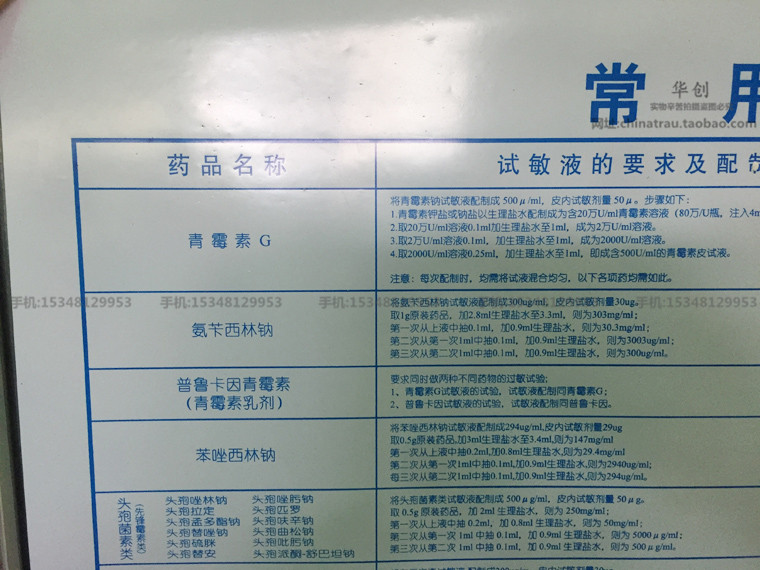 常用
华创
实物辛苦拍摄盗图必究
网址:chinatrau.taobao.com
药品名称
试敏液的要求及配制
青霉素G
将青霉素钠试敏液配制成 500μ/ml，皮内试敏剂量 50μ。步骤如下：
1.青霉素钾盐或钠盐以生理盐水配制成为含20万U/ml青霉素溶液（80万/U瓶，注入4m
2.取20万U/ml溶液0.1ml加生理盐水至1ml，成为2万U/ml溶液。
3.取2万U/ml溶液0.1ml，加生理盐水至1ml，成为2000U/ml溶液。
4.取2000U/ml溶液0.25ml，加生理盐水至1ml，即成含500U/ml的青霉素皮试液。
注意：每次配制时，均需将试液混合均匀，以下各项药均需如此。
手机:15348129953 手机:15348129953 手机:15348129953 手机:15348129953 手机:15348129953
氨苄西林钠
将氨苄西林钠试敏液配制成300ug/ml，皮内试敏剂量30ug。
取1g原装药品，加2.8ml生理盐水至3.3ml，则为303mg/ml；
第一次从上液中抽0.1ml，加0.9ml生理盐水，则为30.3mg/ml；
第二次从第一次1ml中抽0.1ml，加0.9ml生理盐水，则为3003ug/ml；
第三次从第二次1ml中抽0.1ml，加0.9ml生理盐水，则为300ug/ml。
普鲁卡因青霉素
（青霉素乳剂）
要求同时做两种不同药物的过敏试验；
1、青霉素G试敏液的试验，试敏液配制同青霉素G；
2、普鲁卡因试敏液的试验，试敏液配制同普鲁卡因。
苯唑西林钠
将苯唑西林钠试敏液配制成294ug/ml,皮内试敏剂量29ug
取0.5g原装药品,加3ml生理盐水至3.4ml,则为147mg/ml
第一次从上液中抽0.2ml,加0.8ml生理盐水,则为29.4mg/ml
第二次从第一次1ml中抽0.1ml,加0.9ml生理盐水,则为2940ug/ml;
每三次从第二次1ml中抽0.1ml,加0.9ml生理盐水,则为294ug/ml。
头孢菌素类
（先锋霉素类）
头孢唑林钠 头孢唑肟钠
头孢拉定 头孢匹罗
头孢孟多酯钠 头孢呋辛钠
头孢替唑钠 头孢曲松钠
头孢硫脒 头孢吡肟钠
头孢替安 头孢派酮-舒巴坦钠
将头孢菌素类试敏液配制成 500μg/ml，皮内试敏剂量 50μg。
取 0.5g 原装药品，加 2ml 生理盐水，则为 250mg/ml；
第一次从上液中抽 0.2ml，加 0.8ml 生理盐水，则为 50mg/ml；
第二次从第一次 1ml 中抽 0.1ml，加 0.9ml 生理盐水，则为 5000μg/ml；
第三次从第二次 1ml 中抽 0.1ml，加 0.9ml 生理盐水，则为 500μg/ml；